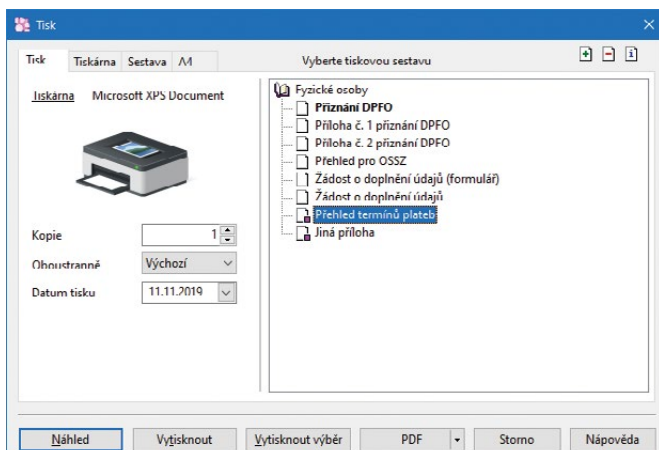 Tisk
Tisk Tiskárna Sestava A4 Vyberte tiskovou sestavu
Tiskárna Microsoft XPS Document
Fyzické osoby
Přiznání DPFO
Příloha č. 1 přiznání DPFO
Příloha č. 2 přiznání DPFO
Přehled pro OSSZ
Žádost o doplnění údajů (formulář)
Žádost o doplnění údajů
Přehled termínů plateb
Jiná příloha
Kopie 1
Oboustranně Výchozí
Datum tisku 11.11.2019
Náhled Vytisknout Vytisknout výběr PDF Storno Nápověda